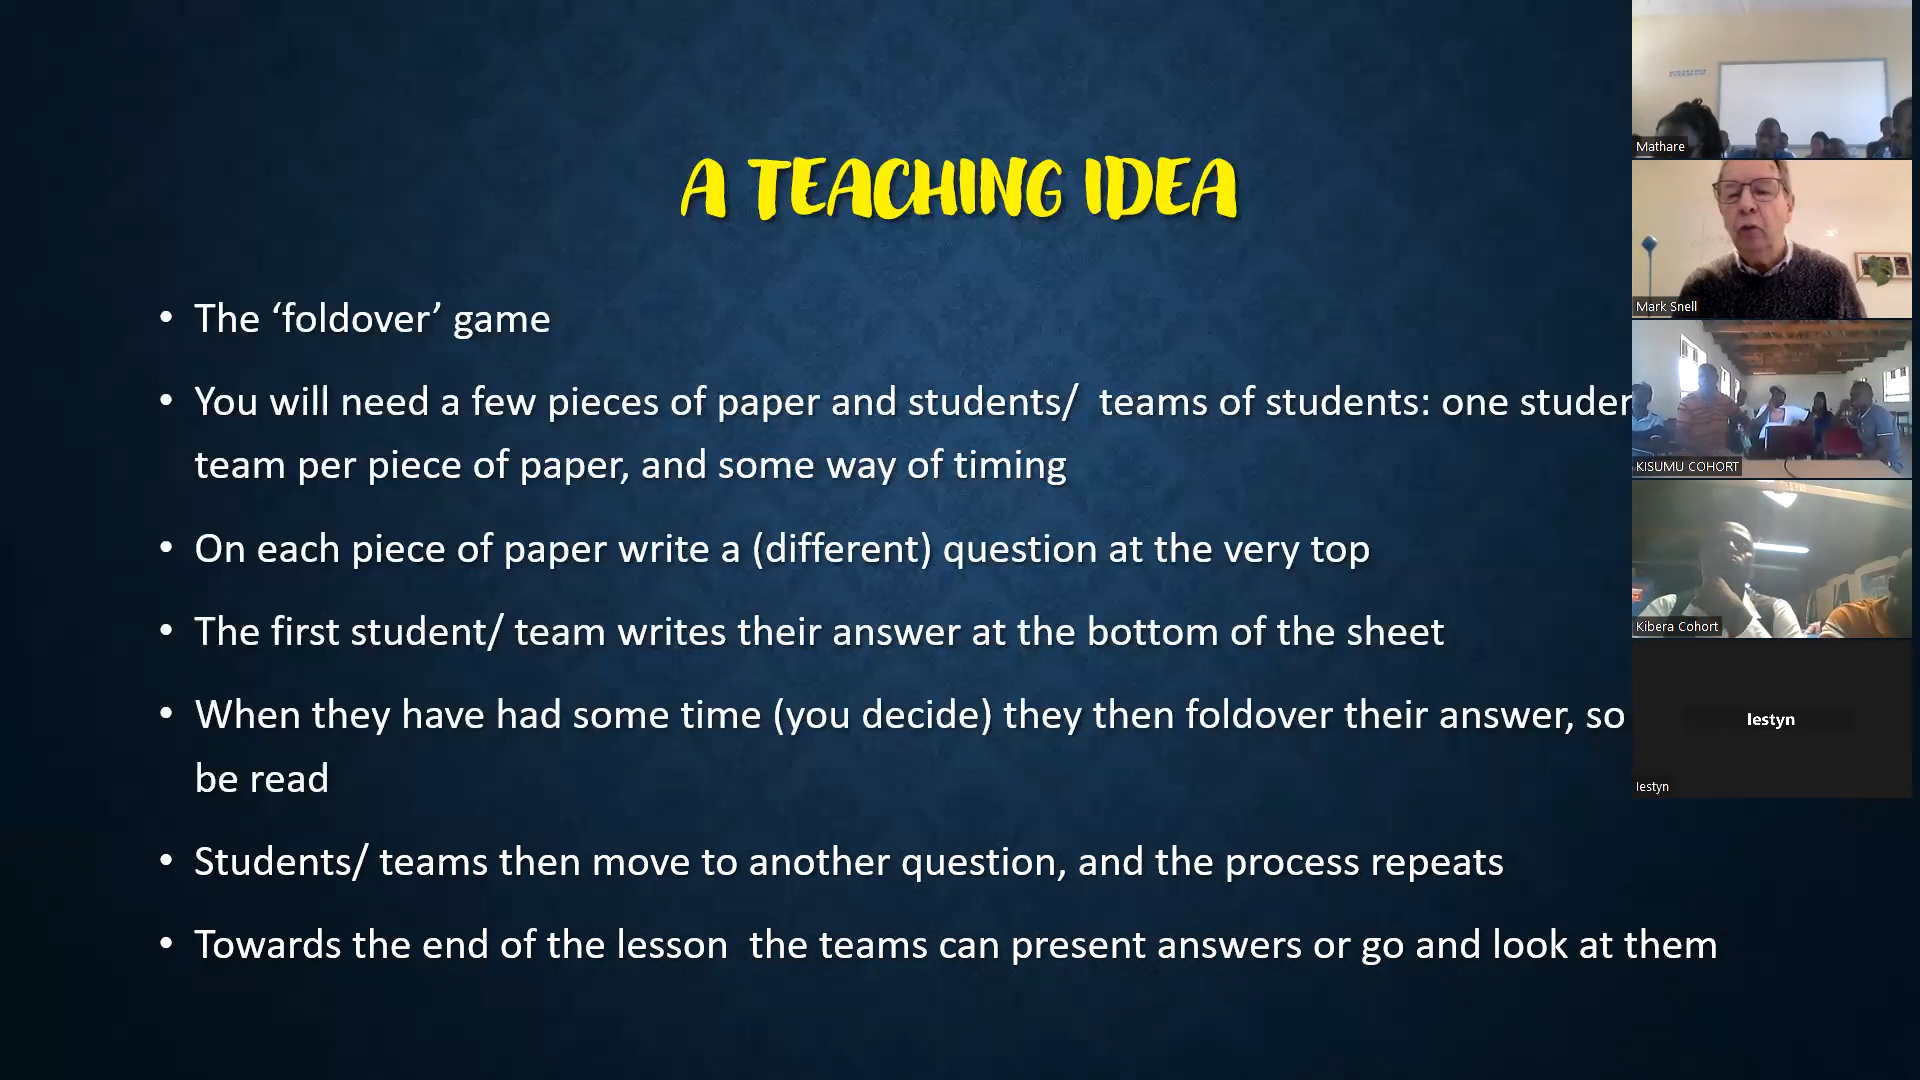 A TEACHING IDEA
• The ‘foldover’ game
• You will need a few pieces of paper and students/ teams of students: one studen
team per piece of paper, and some way of timing
• On each piece of paper write a (different) question at the very top
• The first student/ team writes their answer at the bottom of the sheet
• When they have had some time (you decide) they then foldover their answer, so
be read
• Students/ teams then move to another question, and the process repeats
• Towards the end of the lesson the teams can present answers or go and look at them
Mathare
Mark Snell
KISUMU COHORT
Kibera Cohort
Iestyn
Iestyn